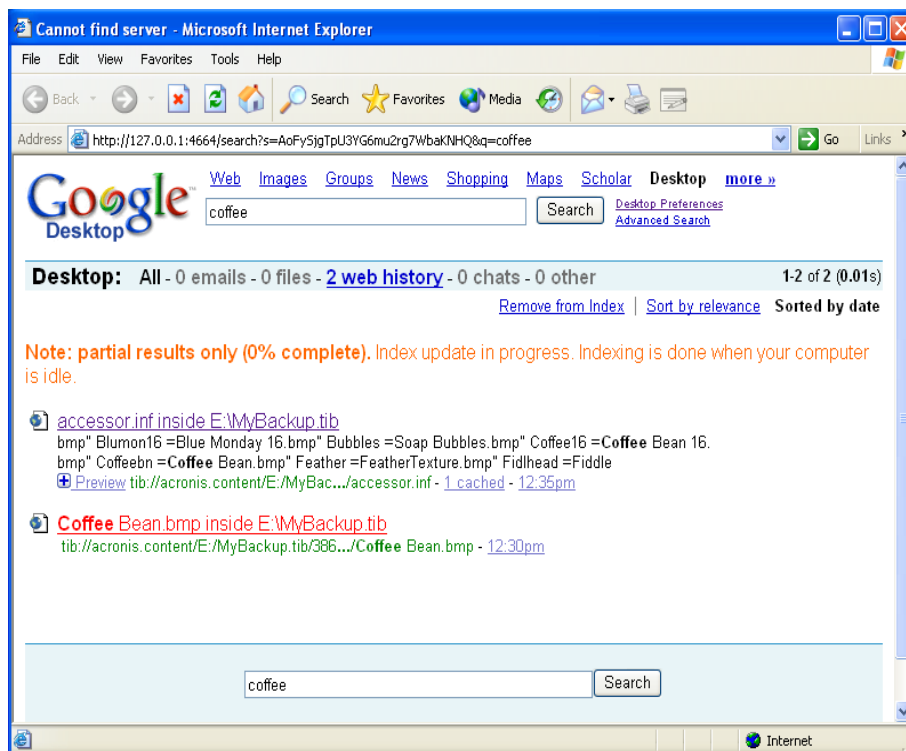 Cannot find server - Microsoft Internet Explorer
File Edit View Favorites Tools Help
Back Search Favorites Media
Address http://127.0.0.1:4664/search?s=AoFy5jgTpU3YG6mu2rg7WbaKNHQ&q=coffee Go Links
Web Images Groups News Shopping Maps Scholar Desktop more »
Google Desktop
coffee Search Desktop Preferences
Advanced Search
Desktop: All - 0 emails - 0 files - 2 web history - 0 chats - 0 other 1-2 of 2 (0.01s)
Remove from Index | Sort by relevance Sorted by date
Note: partial results only (0% complete). Index update in progress. Indexing is done when your computer
is idle.
accessor.inf inside E:\MyBackup.tib
bmp" Blumon16 =Blue Monday 16.bmp" Bubbles =Soap Bubbles.bmp" Coffee16 =Coffee Bean 16.
bmp" Coffeebn =Coffee Bean.bmp" Feather =FeatherTexture.bmp" Fidlhead =Fiddle
Preview tib://acronis.content/E:/MyBac.../accessor.inf - 1 cached - 12:35pm
Coffee Bean.bmp inside E:\MyBackup.tib
tib://acronis.content/E:/MyBackup.tib/386.../Coffee Bean.bmp - 12:30pm
coffee Search
Internet